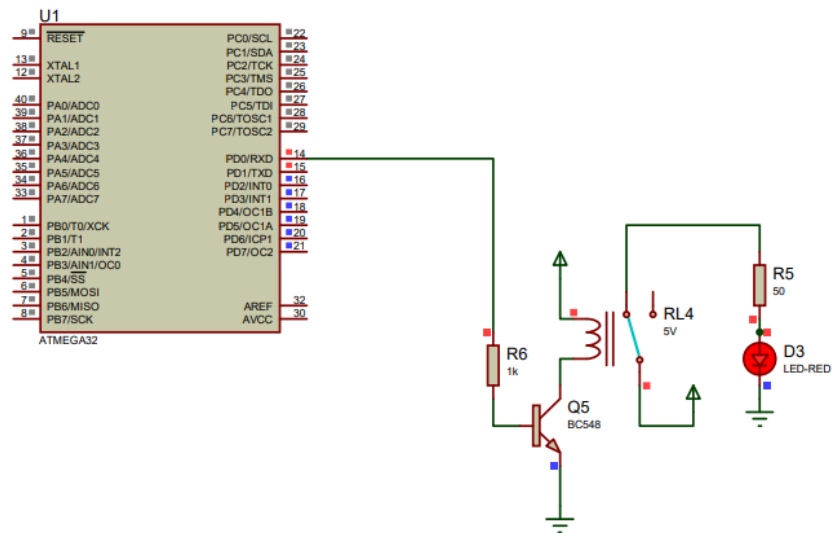 U1
9 RESET PC0/SCL 22
PC1/SDA 23
13 XTAL1 PC2/TCK 24
12 XTAL2 PC3/TMS 25
PC4/TDO 26
40 PA0/ADC0 PC5/TDI 27
39 PA1/ADC1 PC6/TOSC1 28
38 PA2/ADC2 PC7/TOSC2 29
37 PA3/ADC3
36 PA4/ADC4 PD0/RXD 14
35 PA5/ADC5 PD1/TXD 15
34 PA6/ADC6 PD2/INT0 16
33 PA7/ADC7 PD3/INT1 17
PD4/OC1B 18
1 PB0/T0/XCK PD5/OC1A 19
2 PB1/T1 PD6/ICP1 20
3 PB2/AIN0/INT2 PD7/OC2 21
4 PB3/AIN1/OC0
5 PB4/SS
6 PB5/MOSI
7 PB6/MISO AREF 32
8 PB7/SCK AVCC 30
ATMEGA32
R5
50
RL4
5V
D3
LED-RED
R6
1k
Q5
BC548